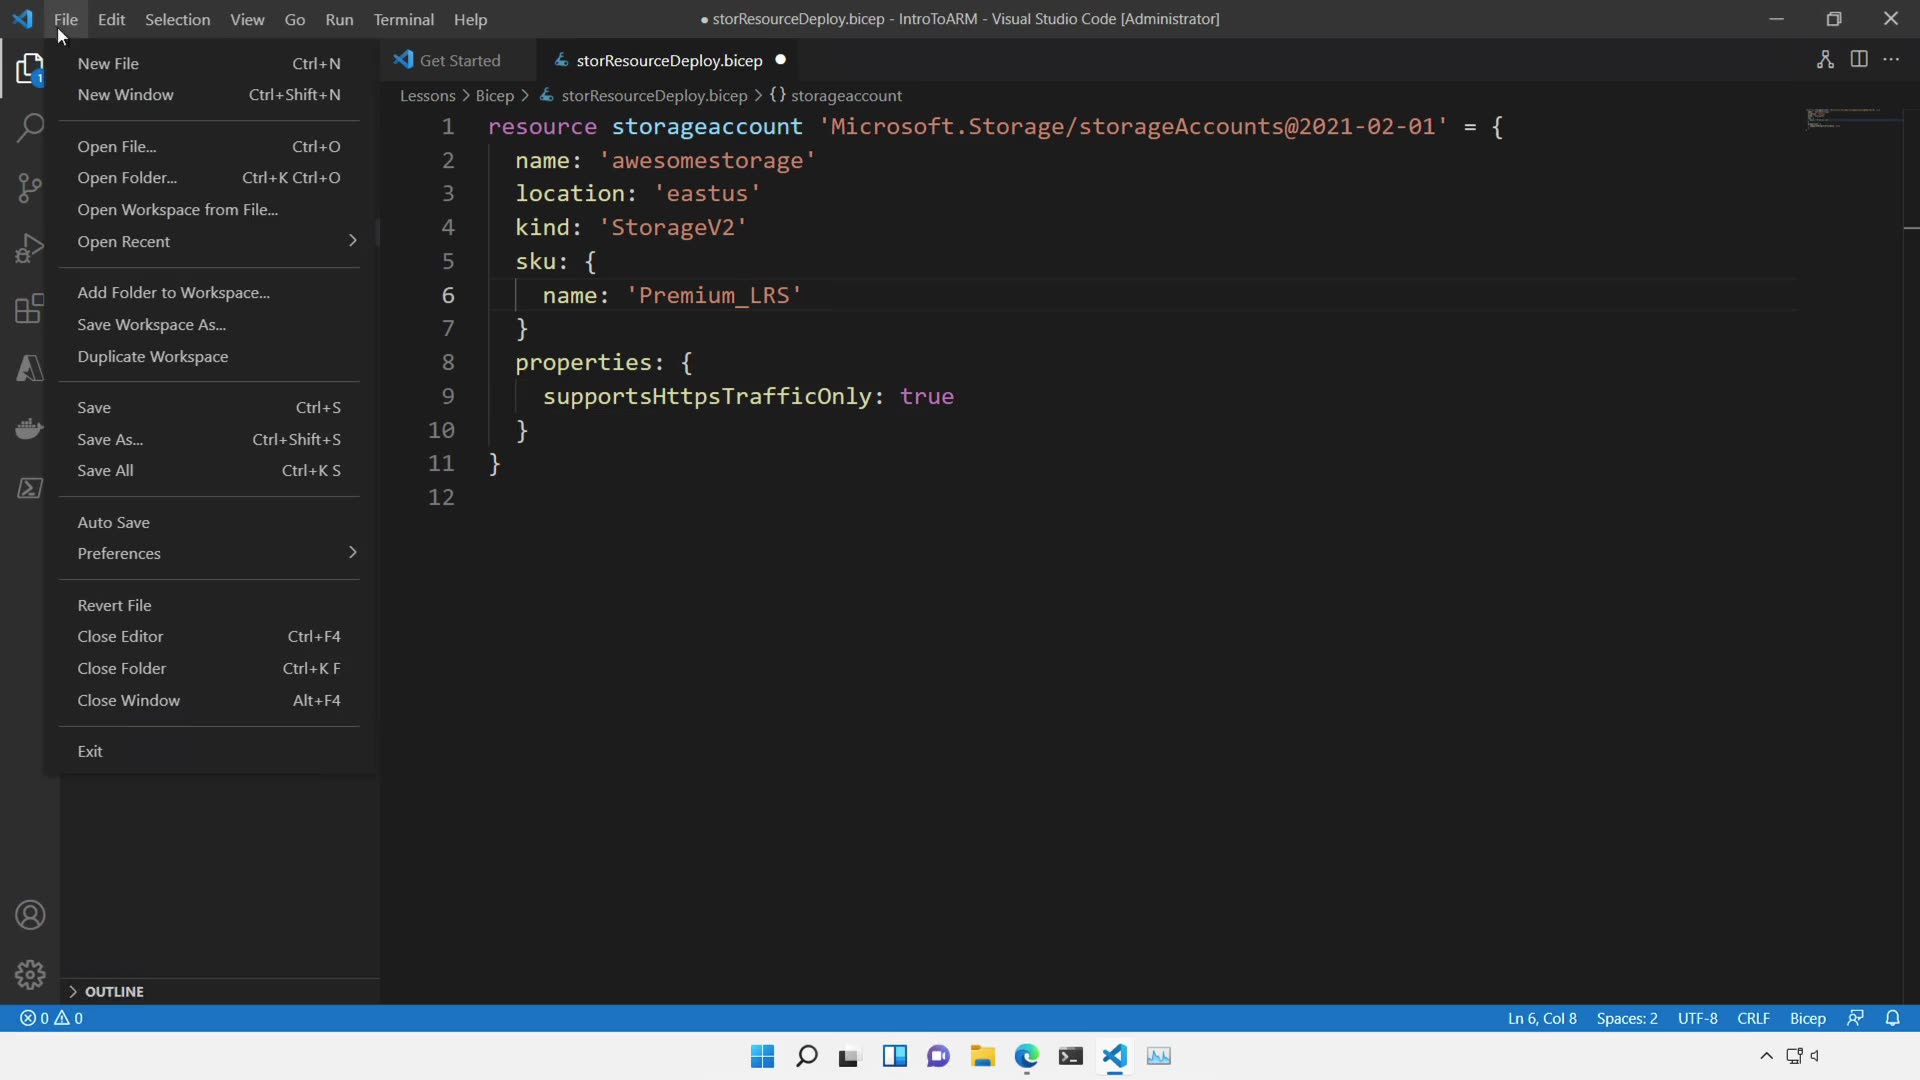 File Edit Selection View Go Run Terminal Help
● storResourceDeploy.bicep - IntroToARM - Visual Studio Code [Administrator]
New File Ctrl+N
New Window Ctrl+Shift+N
Open File... Ctrl+O
Open Folder... Ctrl+K Ctrl+O
Open Workspace from File...
Open Recent
Add Folder to Workspace...
Save Workspace As...
Duplicate Workspace
Save Ctrl+S
Save As... Ctrl+Shift+S
Save All Ctrl+K S
Auto Save
Preferences
Revert File
Close Editor Ctrl+F4
Close Folder Ctrl+K F
Close Window Alt+F4
Exit
1
OUTLINE
Get Started
storResourceDeploy.bicep ●
Lessons > Bicep > storResourceDeploy.bicep > {} storageaccount
1 resource storageaccount 'Microsoft.Storage/storageAccounts@2021-02-01' = {
2 name: 'awesomestorage'
3 location: 'eastus'
4 kind: 'StorageV2'
5 sku: {
6 name: 'Premium_LRS'
7 }
8 properties: {
9 supportsHttpsTrafficOnly: true
10 }
11 }
12
0 0
Ln 6, Col 8 Spaces: 2 UTF-8 CRLF Bicep